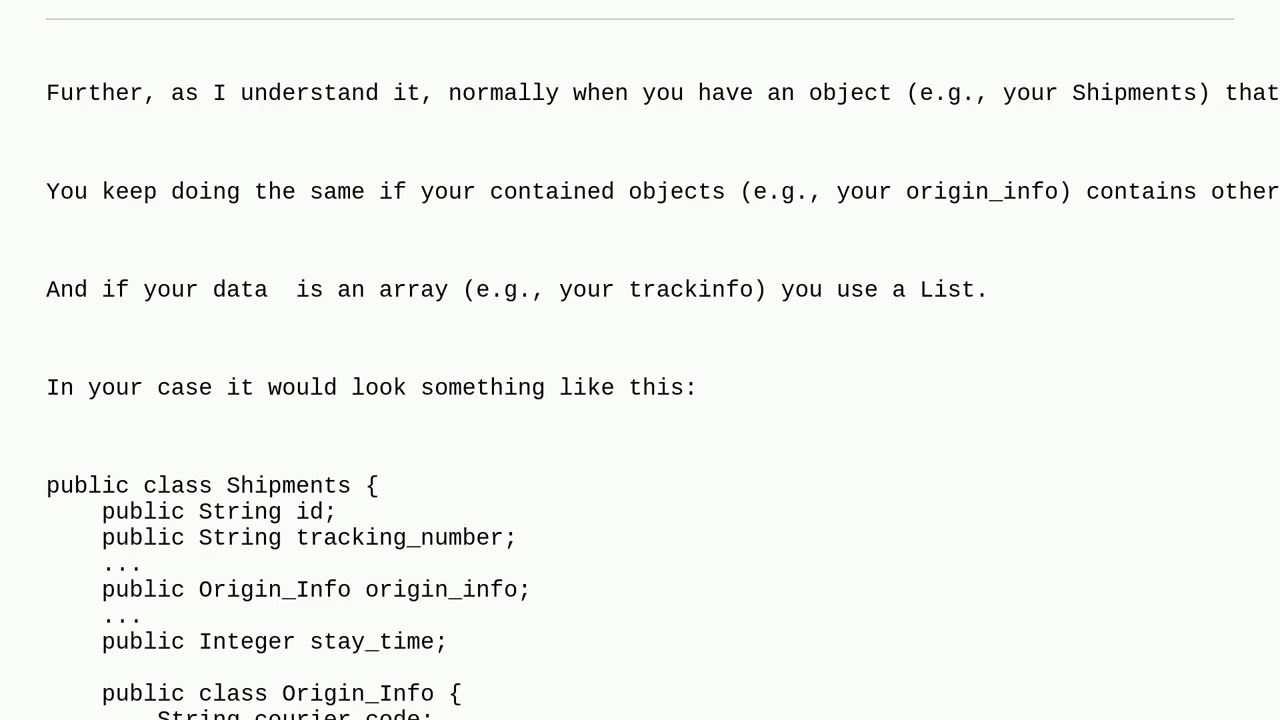 Further, as I understand it, normally when you have an object (e.g., your Shipments) that
You keep doing the same if your contained objects (e.g., your origin_info) contains other
And if your data  is an array (e.g., your trackinfo) you use a List.
In your case it would look something like this:
public class Shipments {
    public String id;
    public String tracking_number;
    ...
    public Origin_Info origin_info;
    ...
    public Integer stay_time;
    public class Origin_Info {
        String courier_code;